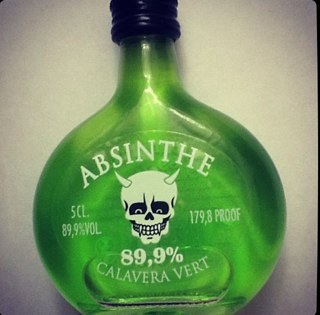 ABSINTHE
5CL.
89,9%VOL.
179,8 PROOF
89,9%
CALAVERA VERT